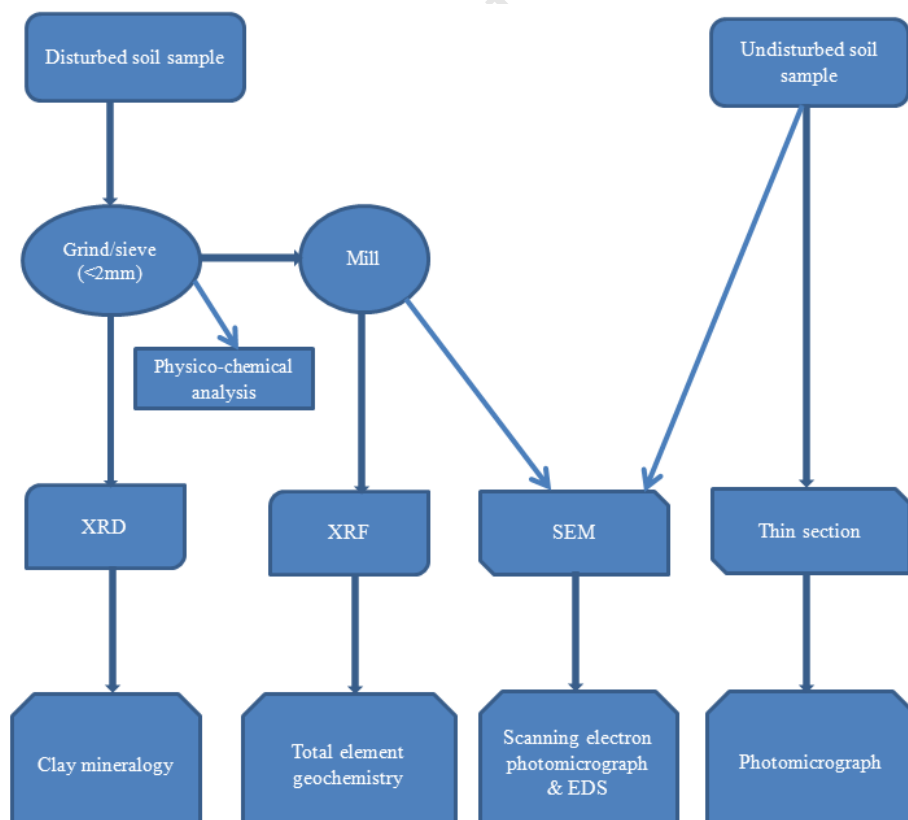 Disturbed soil sample
Undisturbed soil
sample
Grind/sieve
(<2mm)
Mill
Physico-chemical
analysis
XRD
XRF
SEM
Thin section
Clay mineralogy
Total element
geochemistry
Scanning electron
photomicrograph
& EDS
Photomicrograph